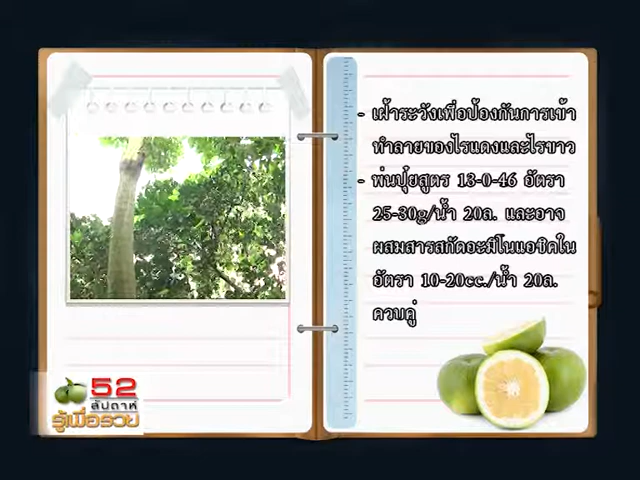 - เฝ้าระวังเพื่อป้องกันการเข้า
ทำลายของไรแดงและไรขาว
- พ่นปุ๋ยสูตร 13-0-46 อัตรา
25-30g/น้ำ 20ล. และอาจ
ผสมสารสกัดอะมิโนแอซิคใน
อัตรา 10-20cc./น้ำ 20ล.
ควบคู่
52
สัปดาห์
รู้เพื่อรวย